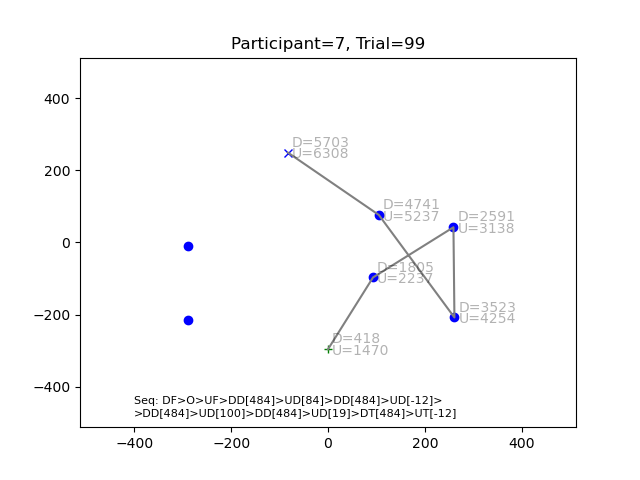 Participant=7, Trial=99
400
200
0
−200
−400
D=5703
U=6308
D=4741
U=5237
D=2591
U=3138
D=1805
U=2237
D=3523
U=4254
D=418
U=1470
Seq: DF>O>UF>DD[484]>UD[84]>DD[484]>UD[-12]>
>DD[484]>UD[100]>DD[484]>UD[19]>DT[484]>UT[-12]
−400 −200 0 200 400